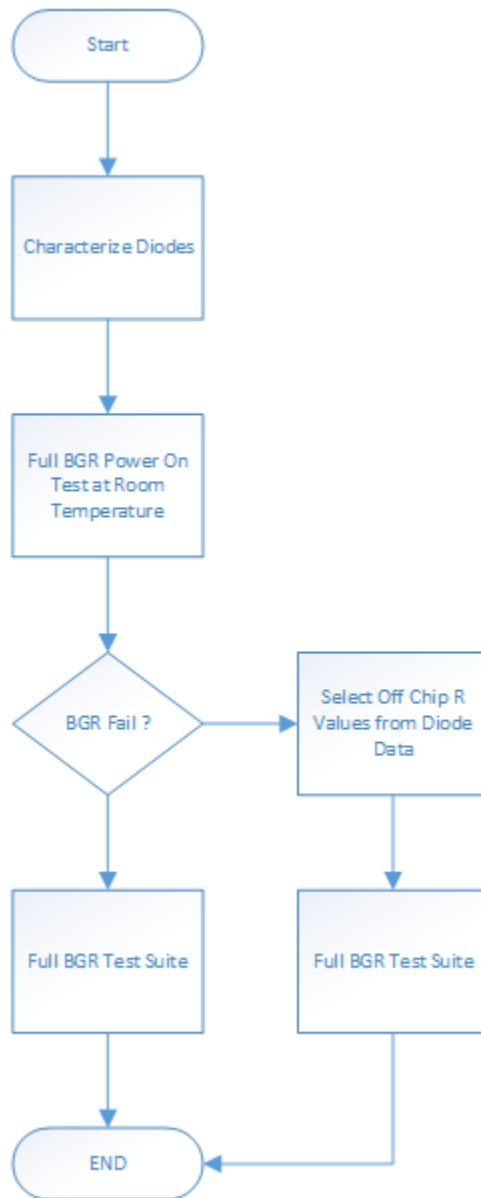 Start
Characterize Diodes
Full BGR Power On
Test at Room
Temperature
BGR Fail ?
Select Off Chip R
Values from Diode
Data
Full BGR Test Suite
Full BGR Test Suite
END